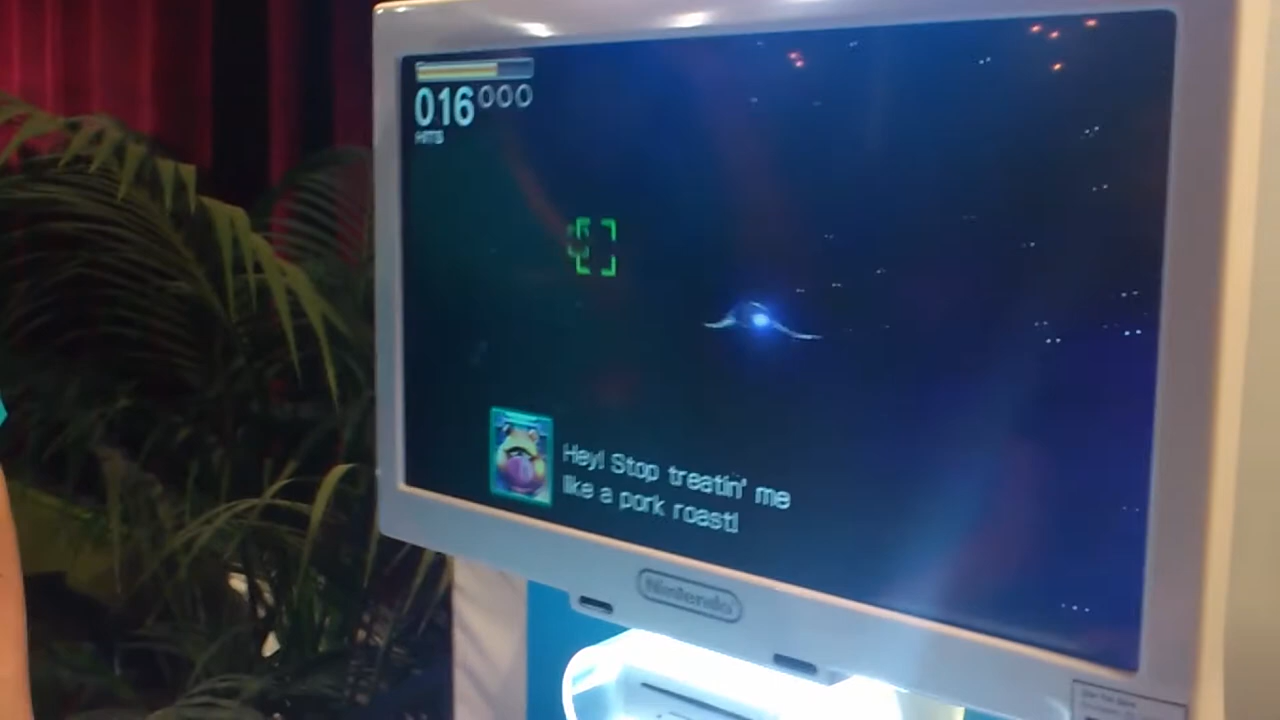 016000
HITS
Hey! Stop treatin' me
like a pork roast!
Nintendo